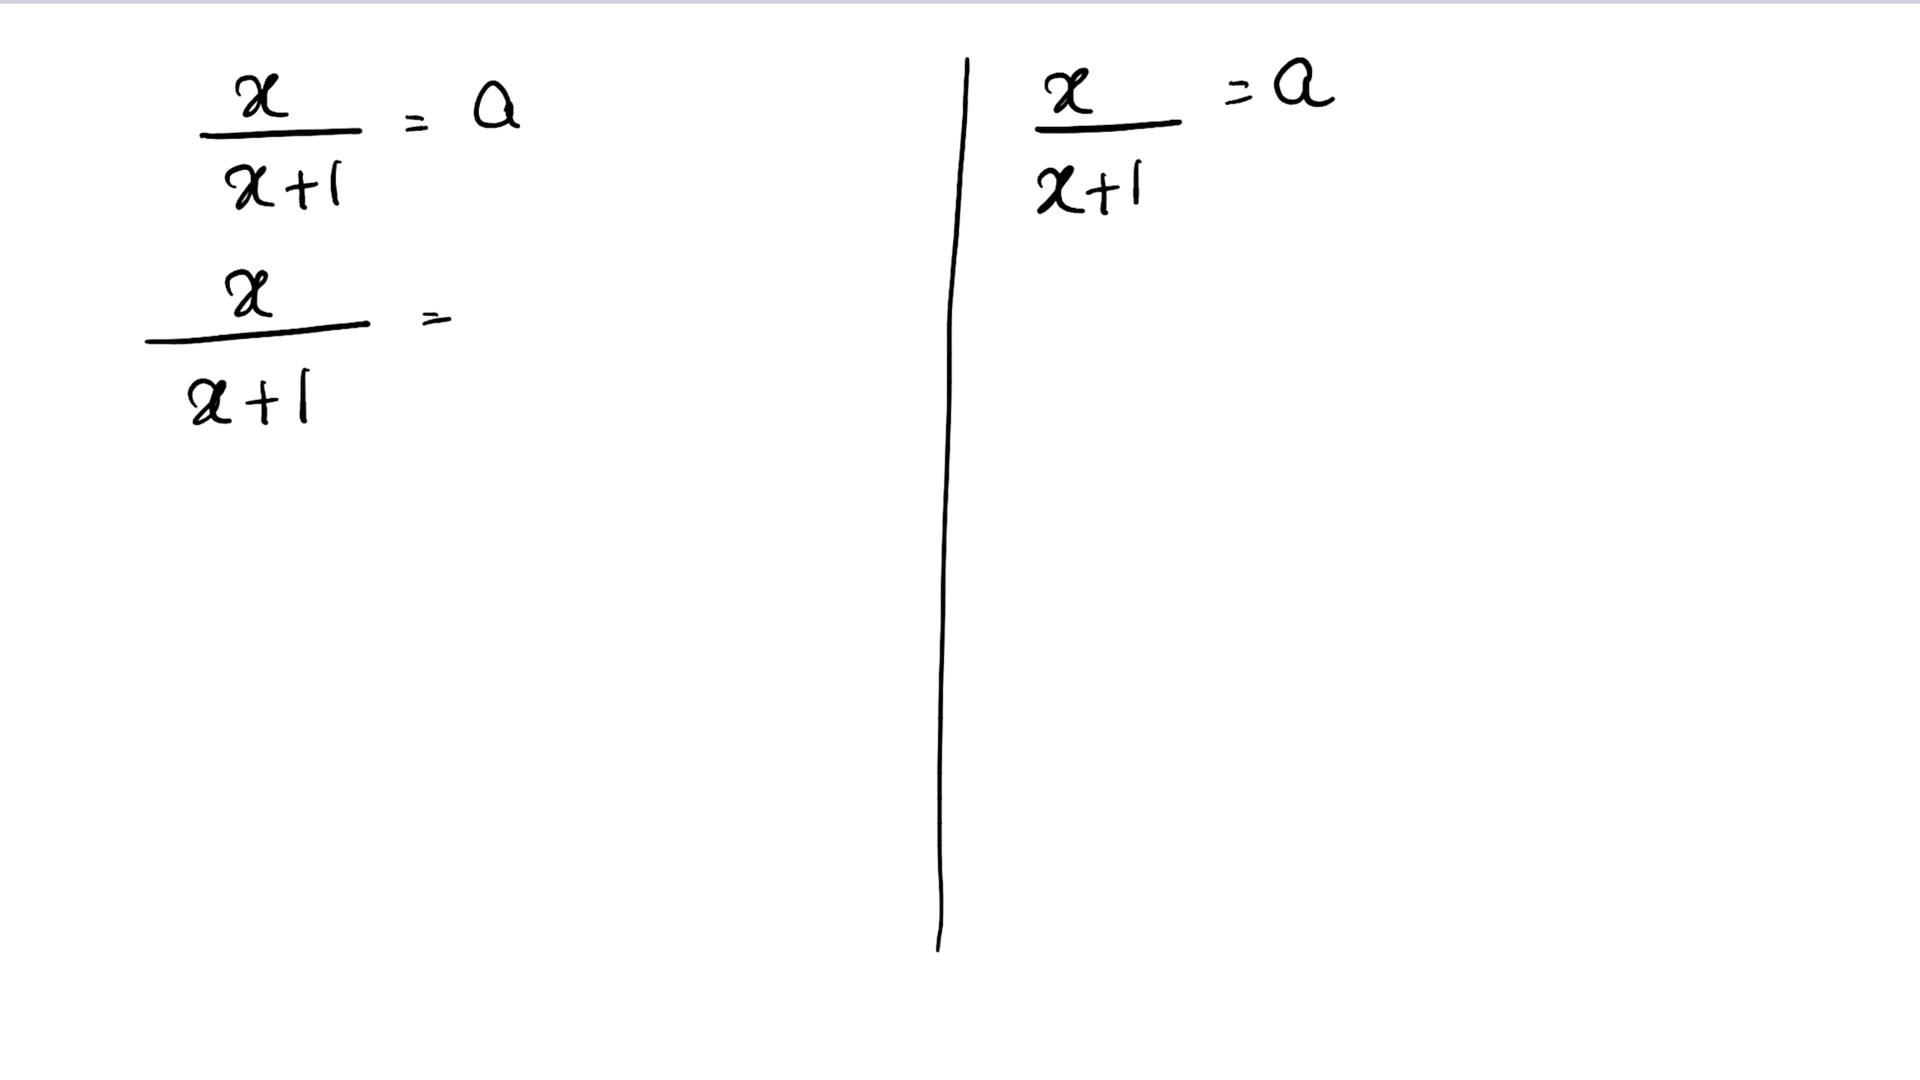 x/(x+1) = a
x/(x+1) =
x/(x+1) = a